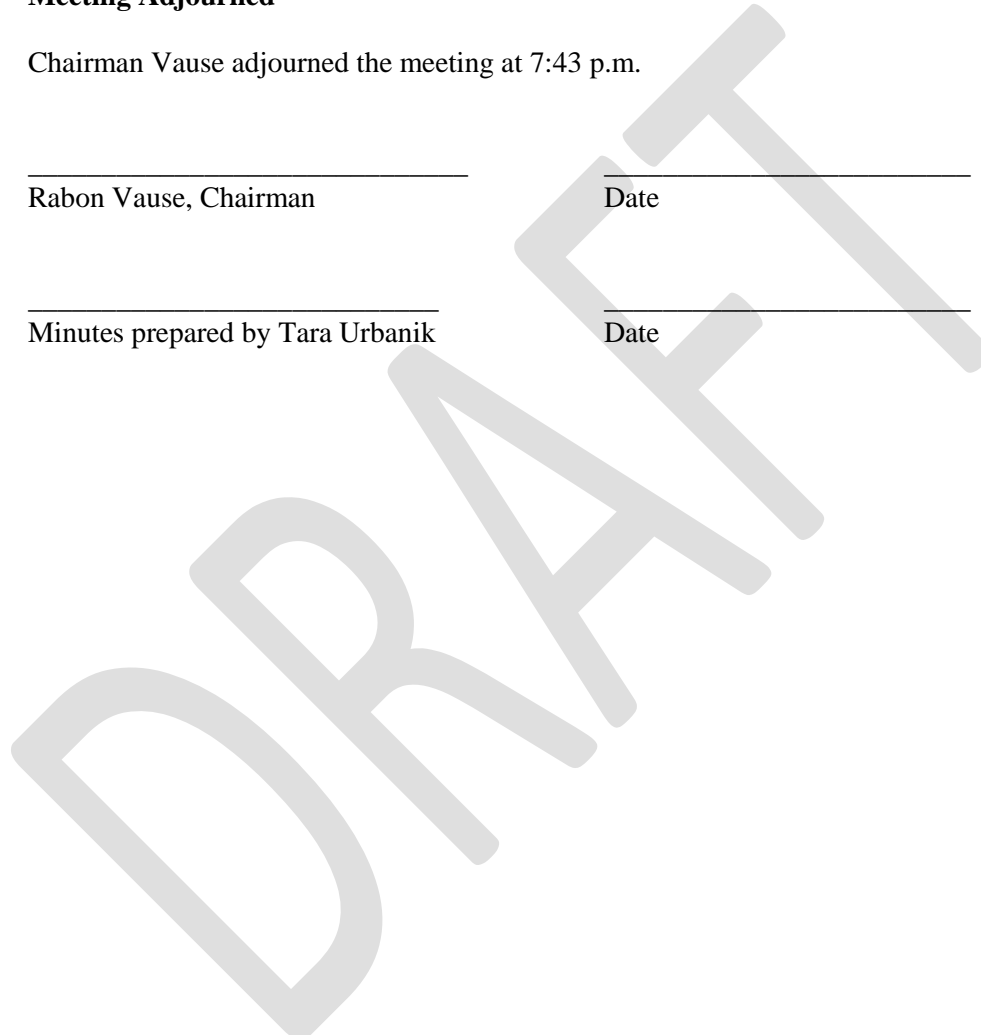 Meeting Adjourned
Chairman Vause adjourned the meeting at 7:43 p.m.
Rabon Vause, Chairman Date
Minutes prepared by Tara Urbanik Date
DRAFT